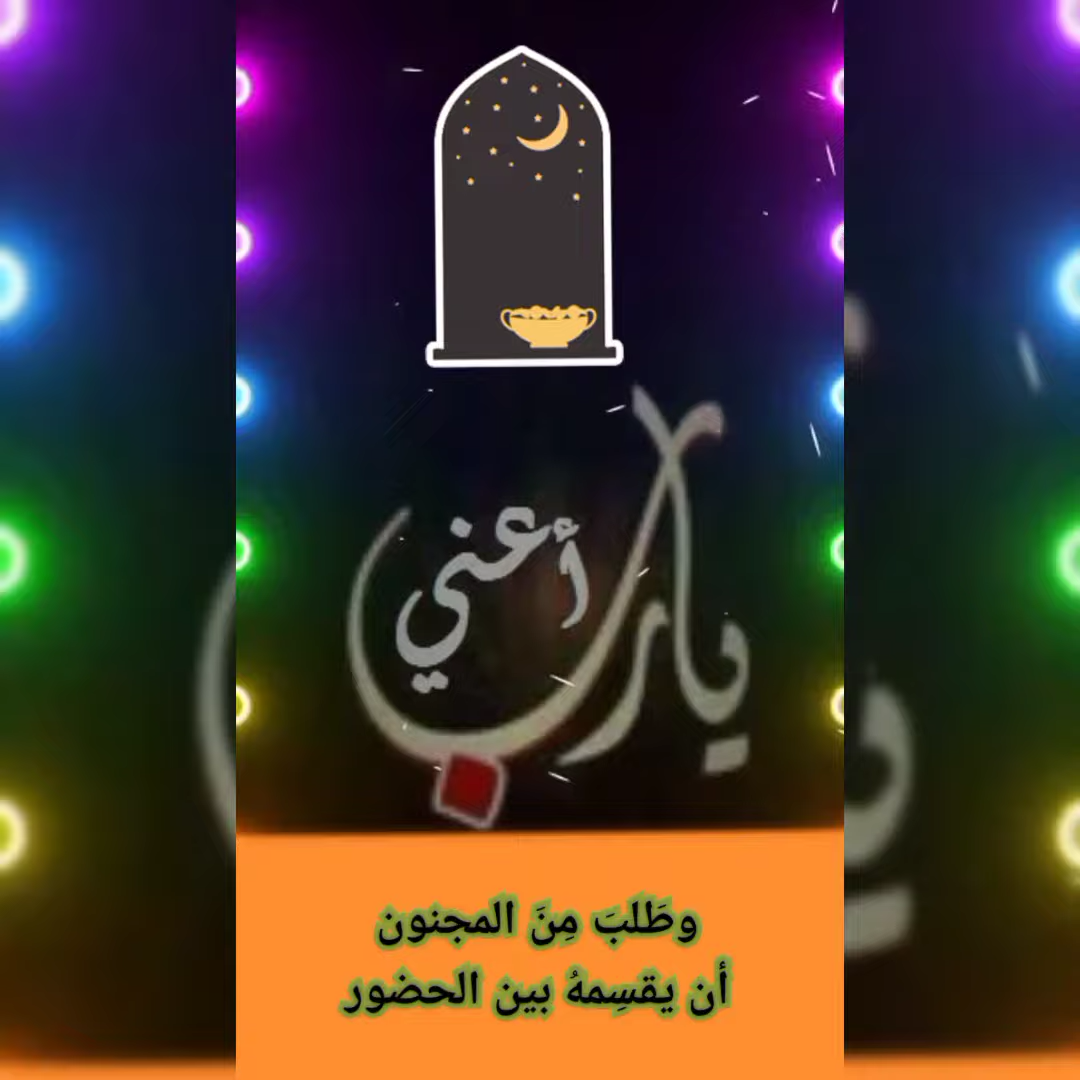 يارب
أعني
وطَلبَ مِنَ المجنون
أن يقسِمهُ بين الحضور